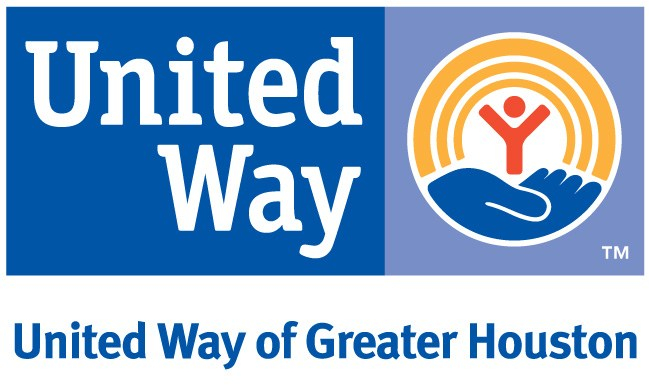 United
Way
TM
United Way of Greater Houston